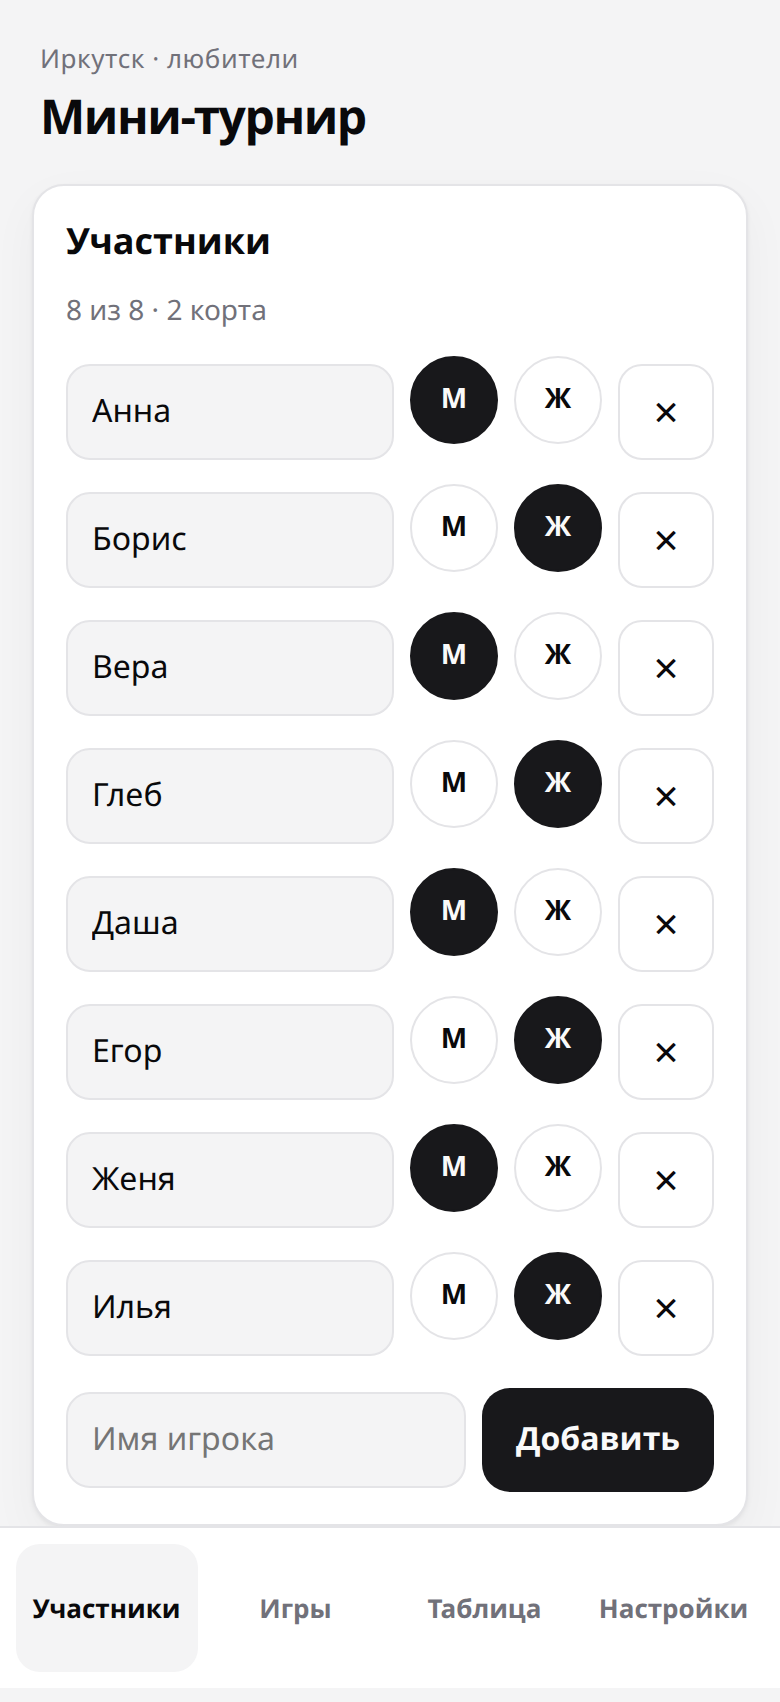 Иркутск · любители
Мини-турнир
Участники
8 из 8 · 2 корта
Анна М Ж ✕
Борис М Ж ✕
Вера М Ж ✕
Глеб М Ж ✕
Даша М Ж ✕
Егор М Ж ✕
Женя М Ж ✕
Илья М Ж ✕
Имя игрока Добавить
Участники Игры Таблица Настройки